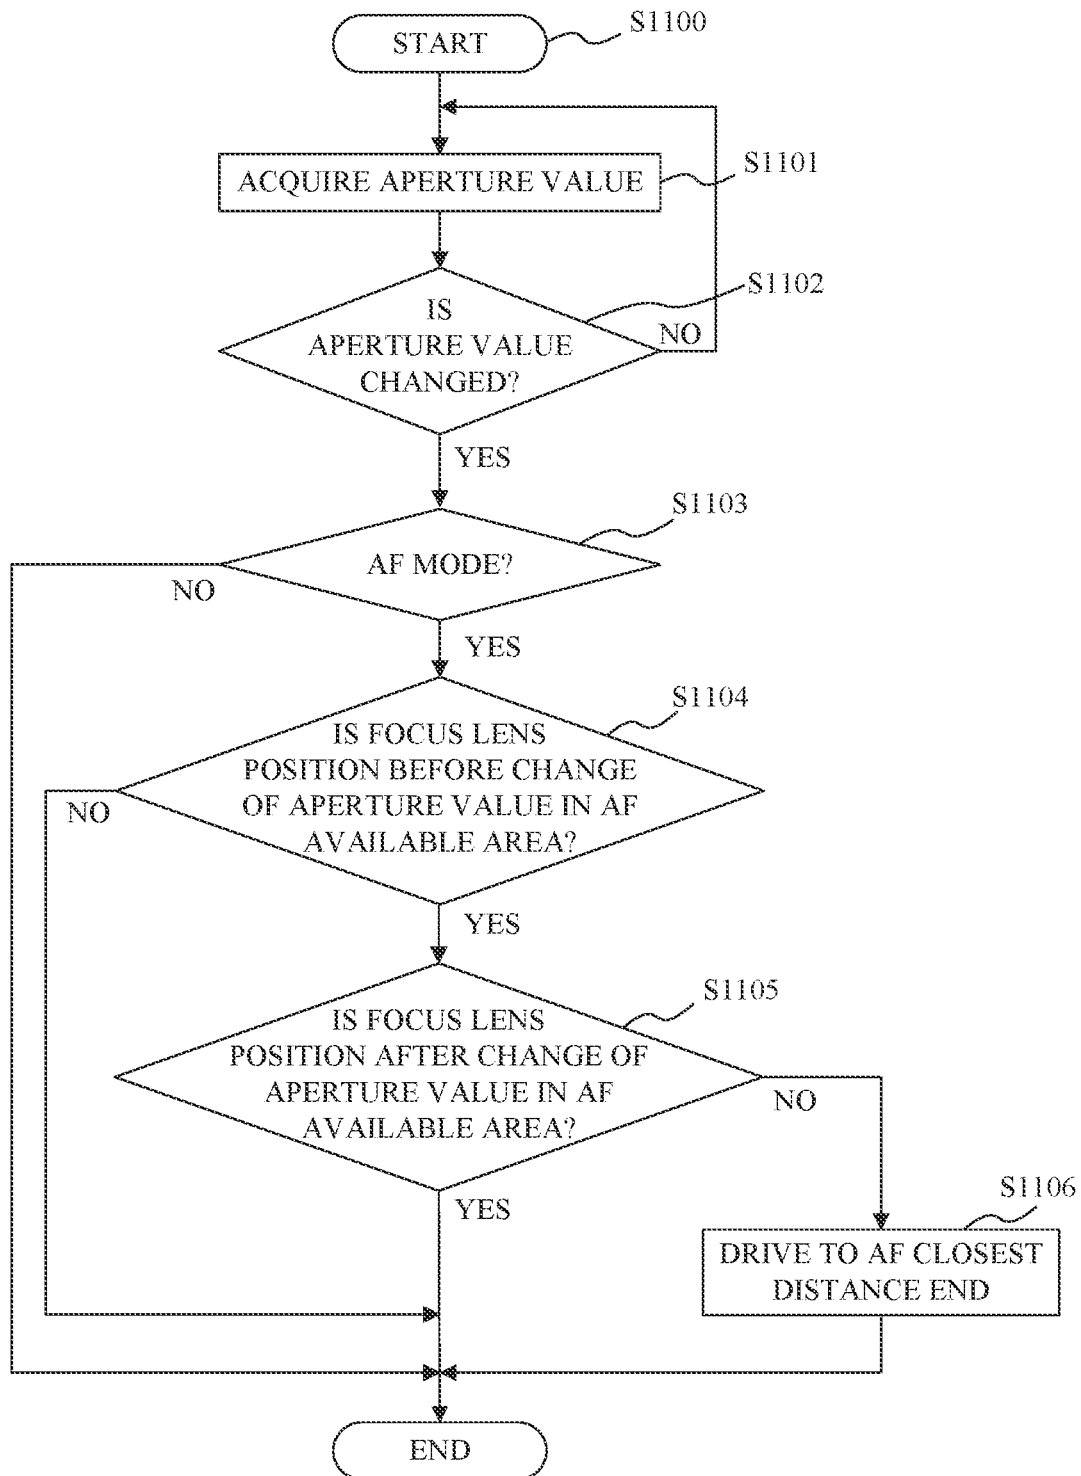 START
S1100
ACQUIRE APERTURE VALUE
S1101
IS
APERTURE VALUE
CHANGED?
S1102
NO
YES
AF MODE?
S1103
NO
YES
IS FOCUS LENS
POSITION BEFORE CHANGE
OF APERTURE VALUE IN AF
AVAILABLE AREA?
S1104
NO
YES
IS FOCUS LENS
POSITION AFTER CHANGE OF
APERTURE VALUE IN AF
AVAILABLE AREA?
S1105
NO
YES
S1106
DRIVE TO AF CLOSEST
DISTANCE END
END